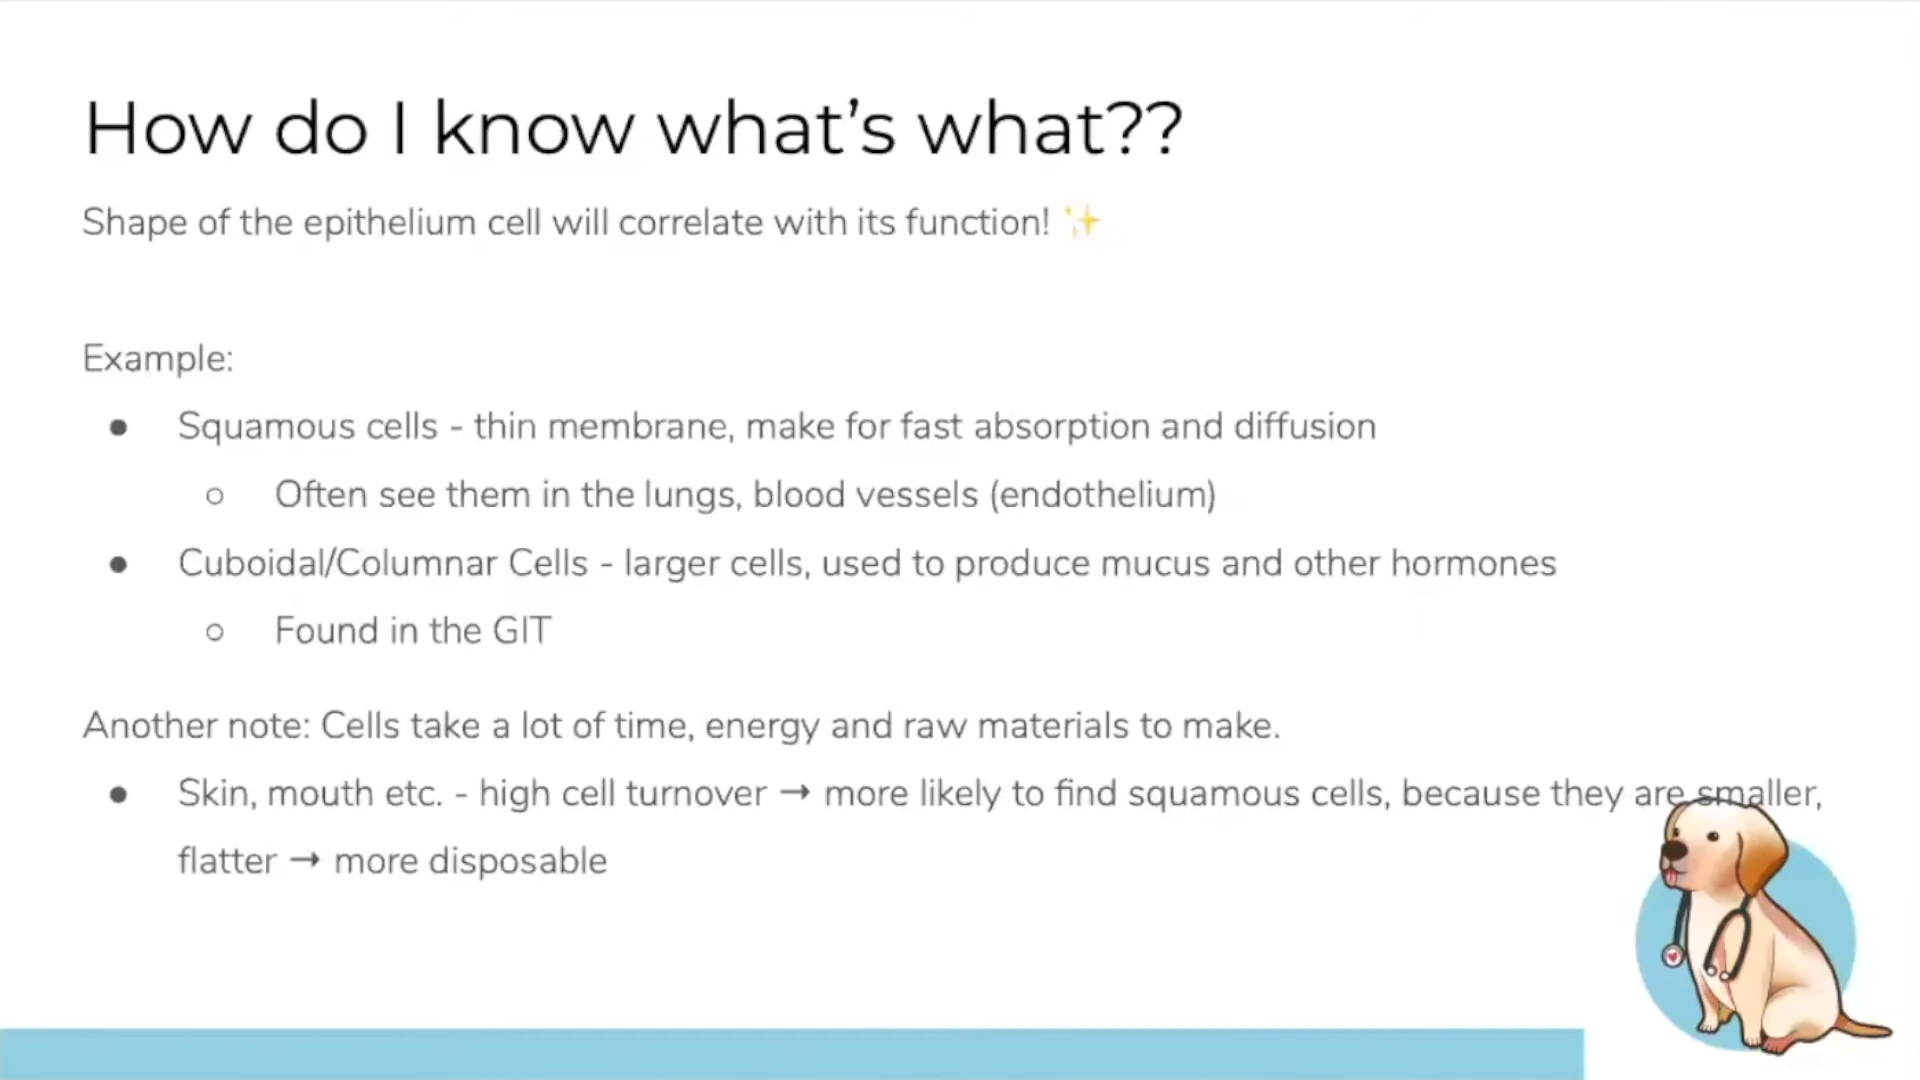 How do I know what's what??
Shape of the epithelium cell will correlate with its function! ✨
Example:
● Squamous cells - thin membrane, make for fast absorption and diffusion
○ Often see them in the lungs, blood vessels (endothelium)
● Cuboidal/Columnar Cells - larger cells, used to produce mucus and other hormones
○ Found in the GIT
Another note: Cells take a lot of time, energy and raw materials to make.
● Skin, mouth etc. - high cell turnover → more likely to find squamous cells, because they are smaller,
flatter → more disposable